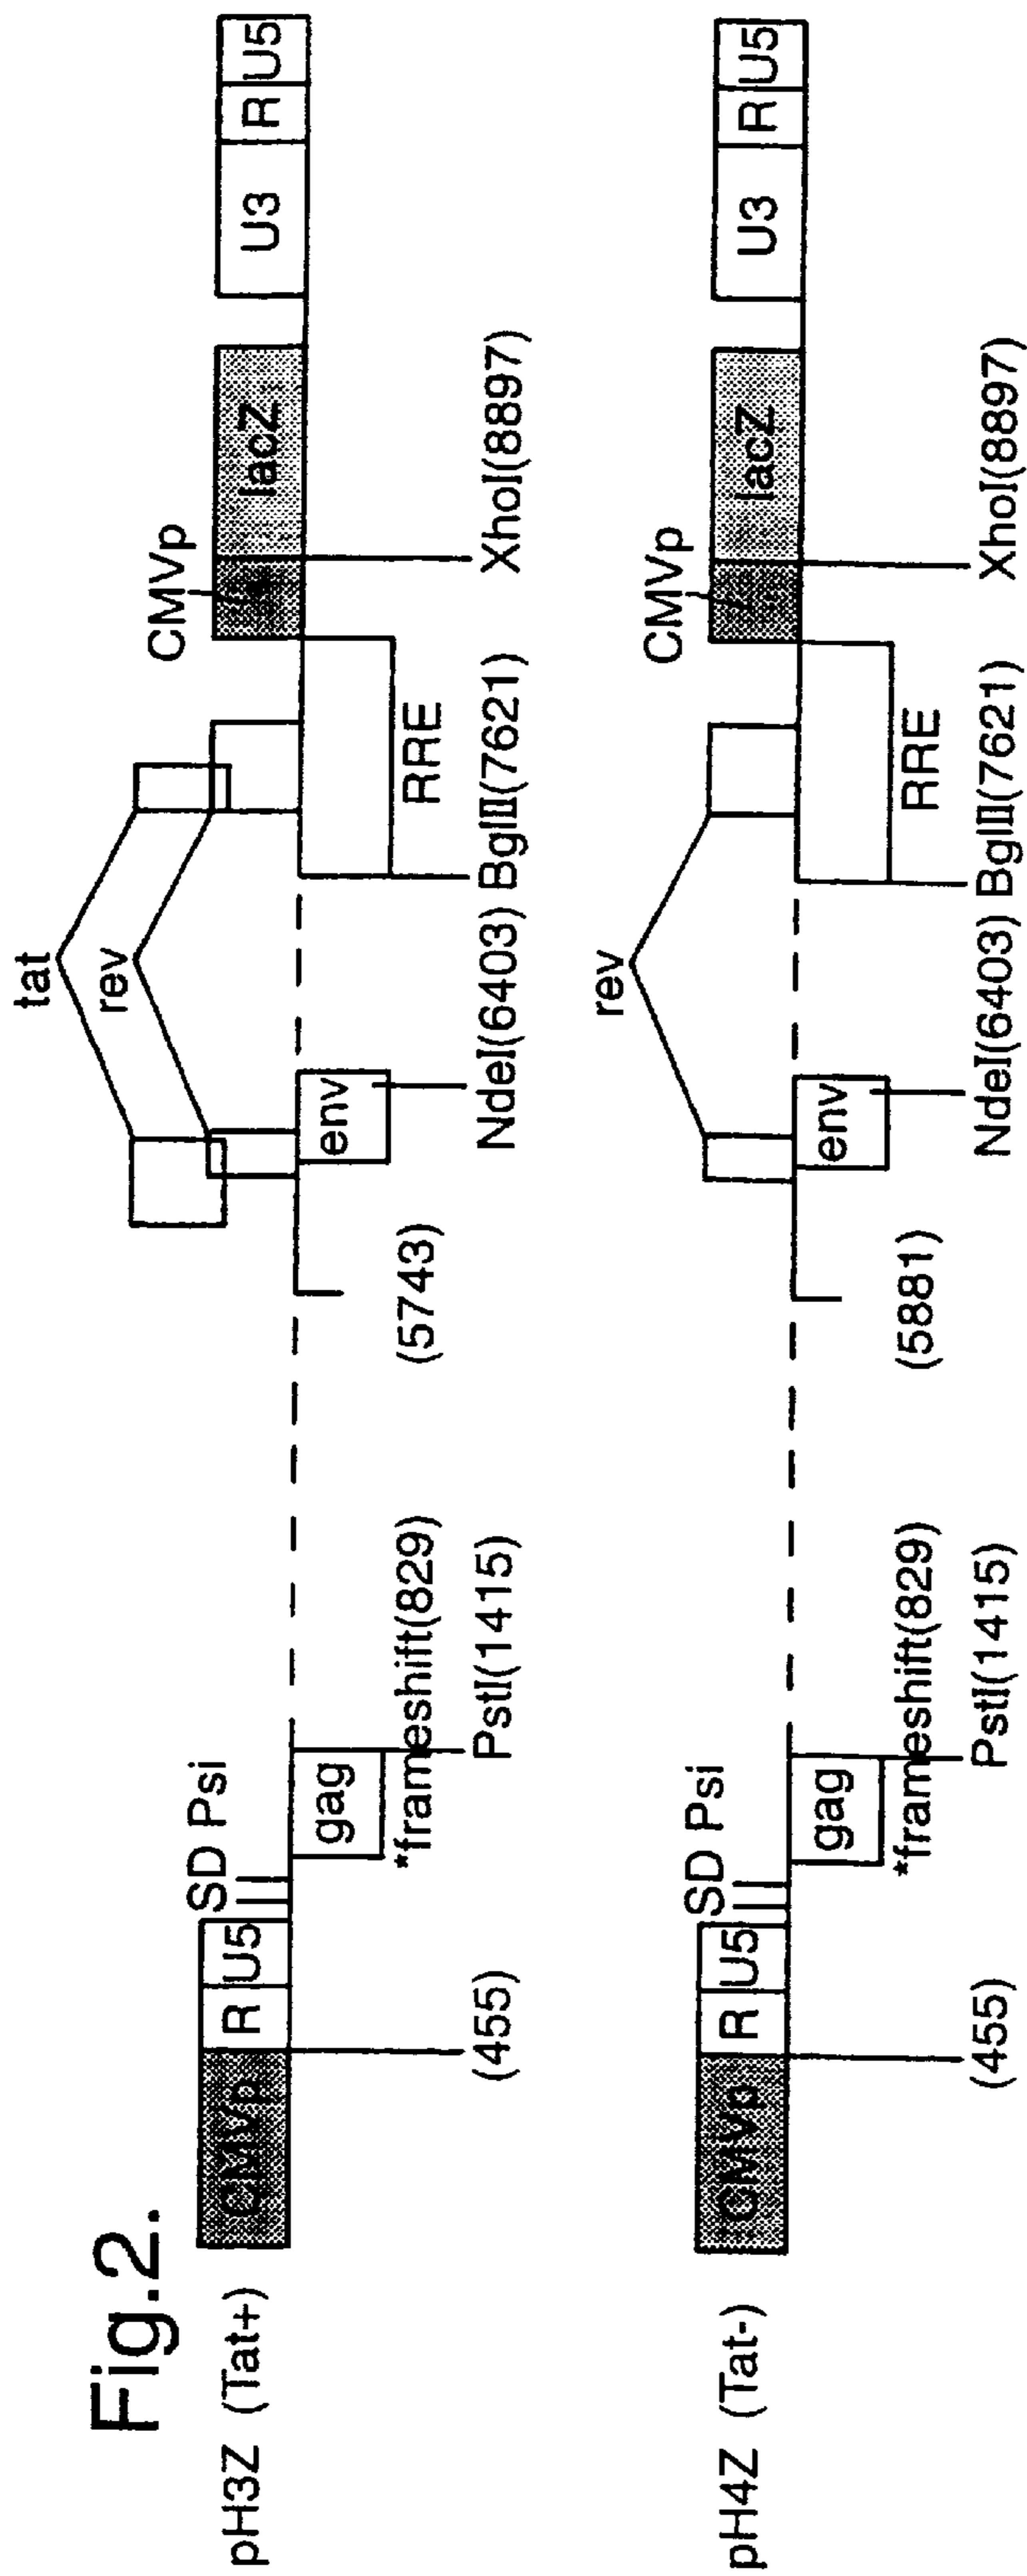 Fig.2.
pH3Z (Tat+)
tat
rev
CMVp
SD Psi
CMVp R U5
lacZ U3 R U5
gag
env
RRE
*frameshift(829)
(5743)
(455)
PstI(1415)
NdeI(6403) BglII(7621)
XhoI(8897)
pH4Z (Tat-)
rev
CMVp
SD Psi
CMVp R U5
lacZ U3 R U5
gag
env
RRE
*frameshift(829)
(5881)
(455)
PstI(1415)
NdeI(6403) BglII(7621)
XhoI(8897)